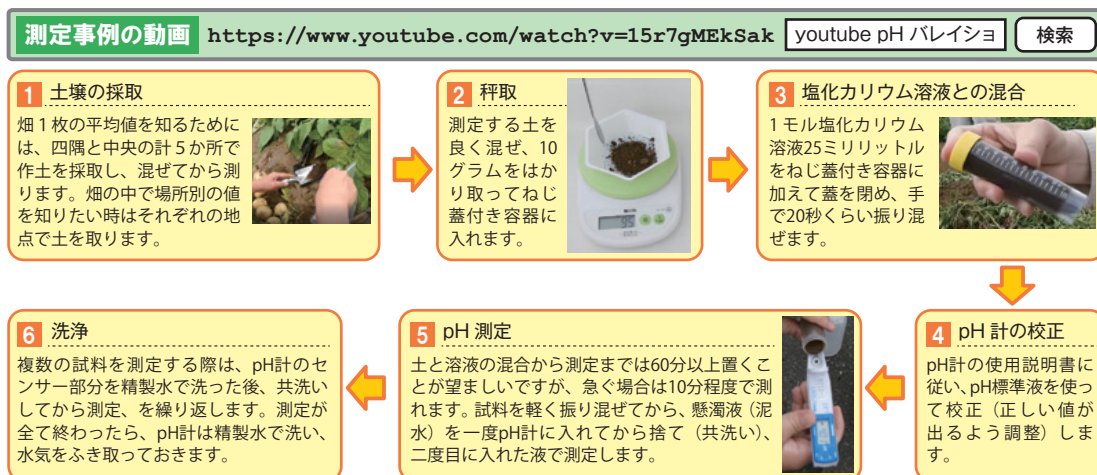 測定事例の動画 https://www.youtube.com/watch?v=15r7gMEkSak youtube pH バレイショ 検索
1 土壌の採取
畑1枚の平均値を知るために
は、四隅と中央の計5か所で
作土を採取し、混ぜてから測
ります。畑の中で場所別の値
を知りたい時はそれぞれの地
点で土を取ります。
2 秤取
測定する土を
良く混ぜ、10
グラムをはか
り取ってねじ
蓋付き容器に
入れます。
3 塩化カリウム溶液との混合
1モル塩化カリウム
溶液25ミリリットル
をねじ蓋付き容器に
加えて蓋を閉め、手
で20秒くらい振り混
ぜます。
4 pH 計の校正
pH計の使用説明書に
従い、pH標準液を使っ
て校正（正しい値が
出るよう調整）しま
す。
5 pH 測定
土と溶液の混合から測定までは60分以上置くこ
とが望ましいですが、急ぐ場合は10分程度で測
れます。試料を軽く振り混ぜてから、懸濁液（泥
水）を一度pH計に入れてから捨て（共洗い）、
二度目に入れた液で測定します。
6 洗浄
複数の試料を測定する際は、pH計のセ
ンサー部分を精製水で洗った後、共洗い
してから測定、を繰り返します。測定が
全て終わったら、pH計は精製水で洗い、
水気をふき取っておきます。